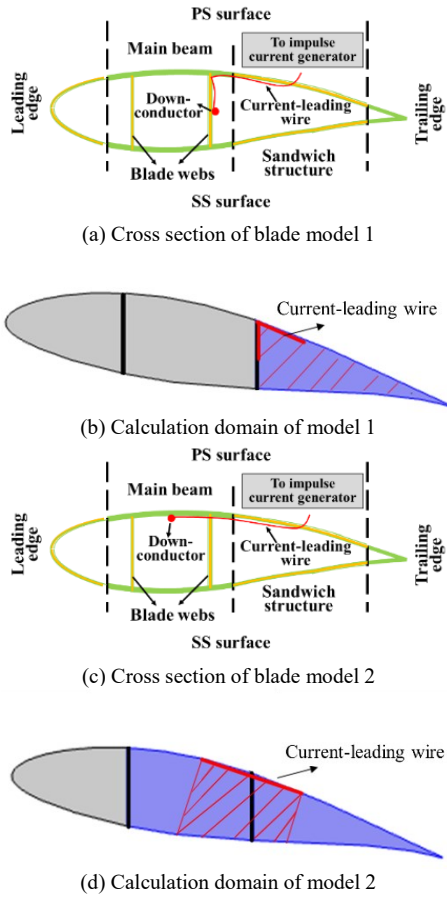 PS surface
Main beam
To impulse
current generator
Leading
edge
Down-
conductor
Current-leading
wire
Trailing
edge
Blade webs
Sandwich
structure
SS surface
(a) Cross section of blade model 1
Current-leading wire
(b) Calculation domain of model 1
PS surface
Main beam
To impulse
current generator
Leading
edge
Down-
conductor
Current-leading
wire
Trailing
edge
Blade webs
Sandwich
structure
SS surface
(c) Cross section of blade model 2
Current-leading wire
(d) Calculation domain of model 2